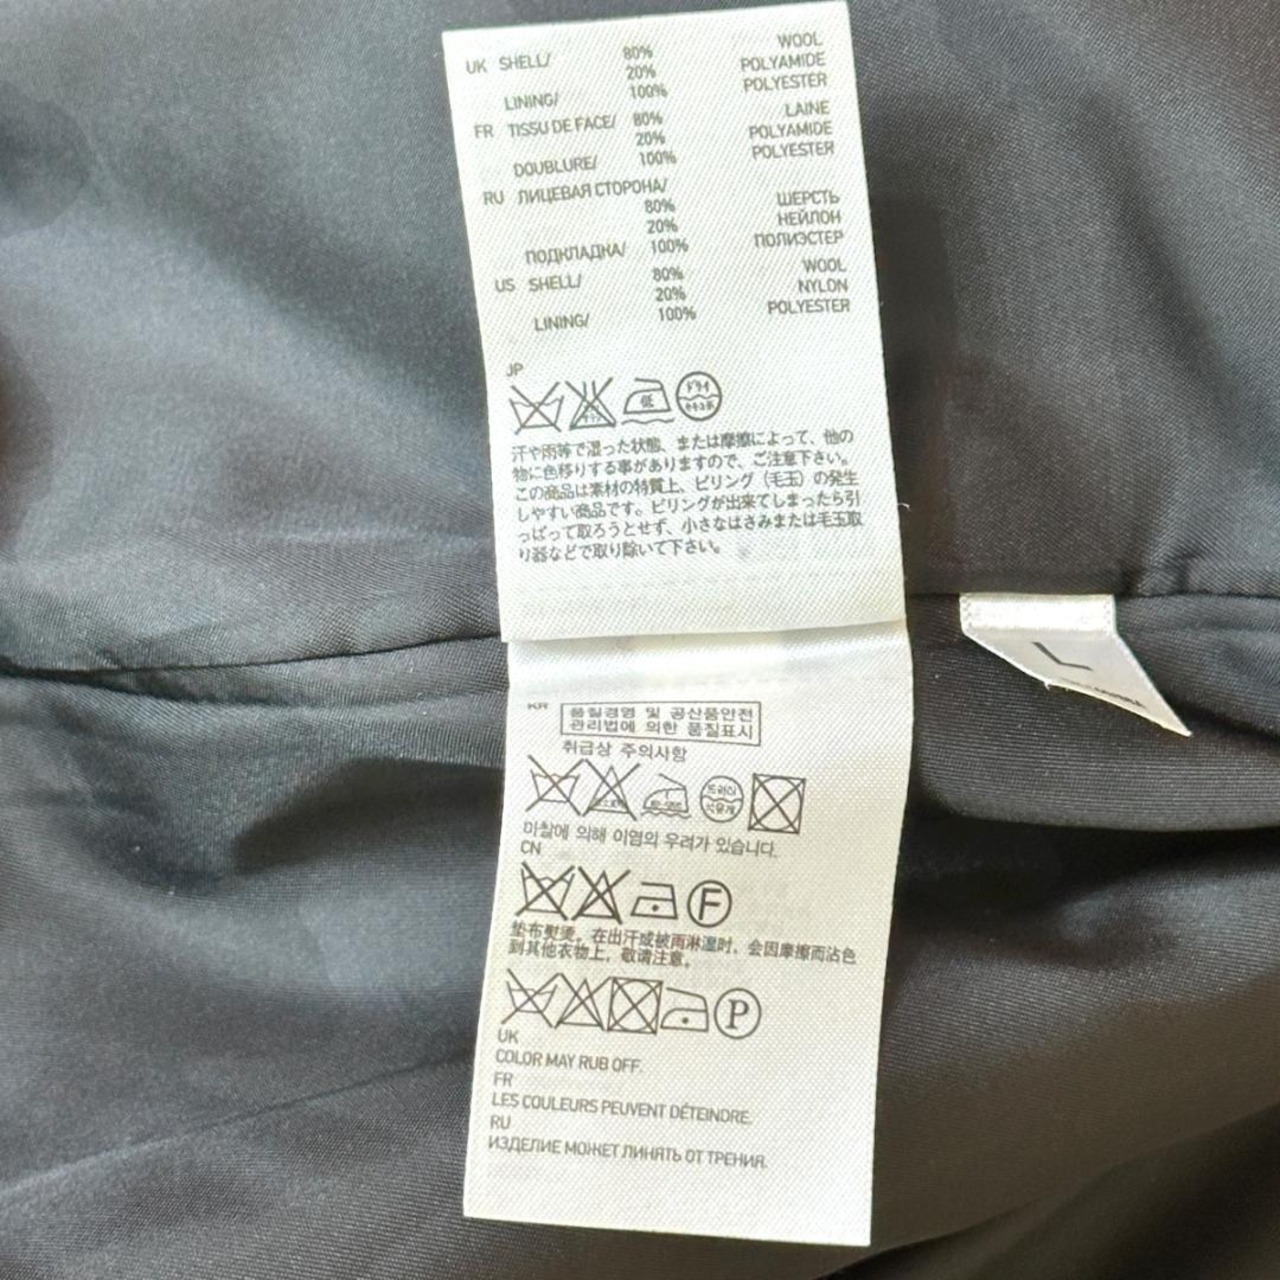 UK SHELL/ 80% WOOL
20% POLYAMIDE
LINING/ 100% POLYESTER
FR TISSU DE FACE/ 80% LAINE
20% POLYAMIDE
DOUBLURE/ 100% POLYESTER
RU ЛИЦЕВАЯ СТОРОНА/
80% ШЕРСТЬ
20% НЕЙЛОН
ПОДКЛАДКА/ 100% ПОЛИЭСТЕР
US SHELL/ 80% WOOL
20% NYLON
LINING/ 100% POLYESTER
JP
低 ドライ
汗や雨等で湿った状態、または摩擦によって、他の
物に色移りする事がありますので、ご注意下さい。
この商品は素材の特質上、ピリング（毛玉）の発生
しやすい商品です。ピリングが出来てしまったら引
っぱって取ろうとせず、小さなはさみまたは毛玉取
り器などで取り除いて下さい。
L
KR 품질경영 및 공산품안전
관리법에 의한 품질표시
취급상 주의사항
드라이
석유계
마찰에 의해 이염의 우려가 있습니다.
CN
F
垫布熨烫。在出汗或被雨淋湿时，会因摩擦而沾色
到其他衣物上，敬请注意。
P
UK
COLOR MAY RUB OFF.
FR
LES COULEURS PEUVENT DÉTEINDRE.
RU
ИЗДЕЛИЕ МОЖЕТ ЛИНЯТЬ ОТ ТРЕНИЯ.